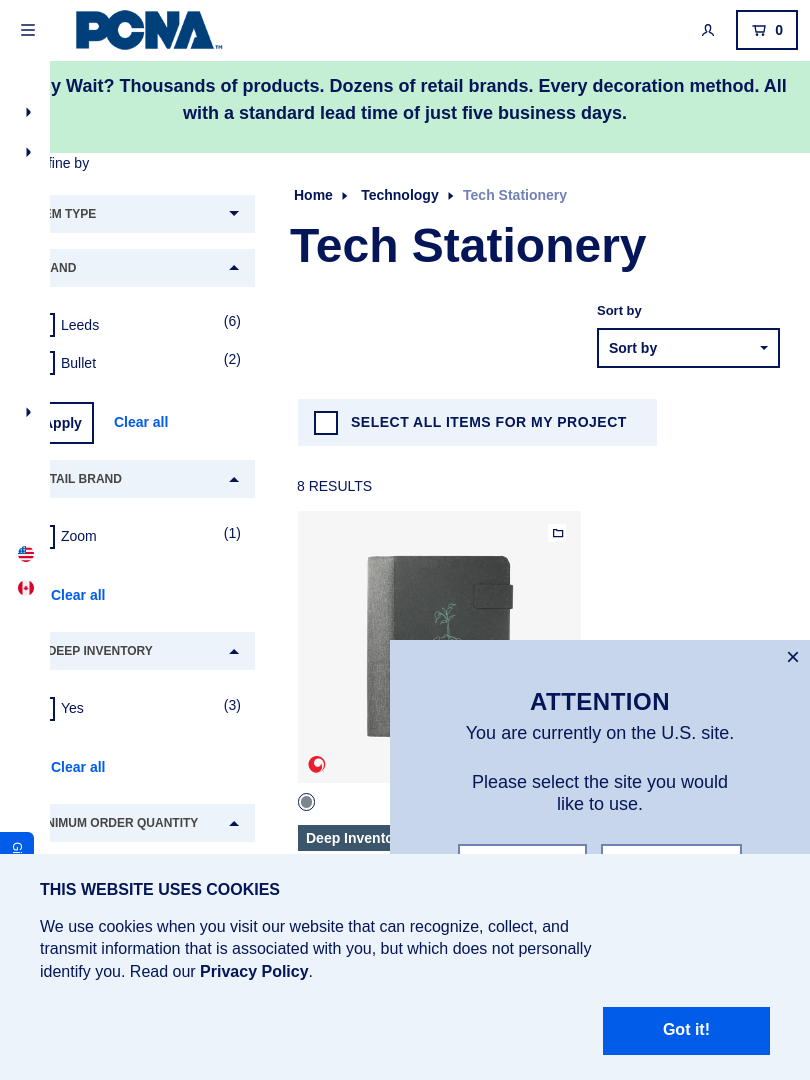 PCNA™
0
y Wait? Thousands of products. Dozens of retail brands. Every decoration method. All
with a standard lead time of just five business days.
fine by
Home
Technology
Tech Stationery
EM TYPE
Tech Stationery
AND
Sort by
Leeds
(6)
Sort by
Bullet
(2)
Apply
Clear all
SELECT ALL ITEMS FOR MY PROJECT
TAIL BRAND
8 RESULTS
Zoom
(1)
Clear all
DEEP INVENTORY
Yes
(3)
ATTENTION
You are currently on the U.S. site.
Clear all
Please select the site you would
like to use.
NIMUM ORDER QUANTITY
Deep Invento
THIS WEBSITE USES COOKIES
We use cookies when you visit our website that can recognize, collect, and
transmit information that is associated with you, but which does not personally
identify you. Read our Privacy Policy.
Got it!